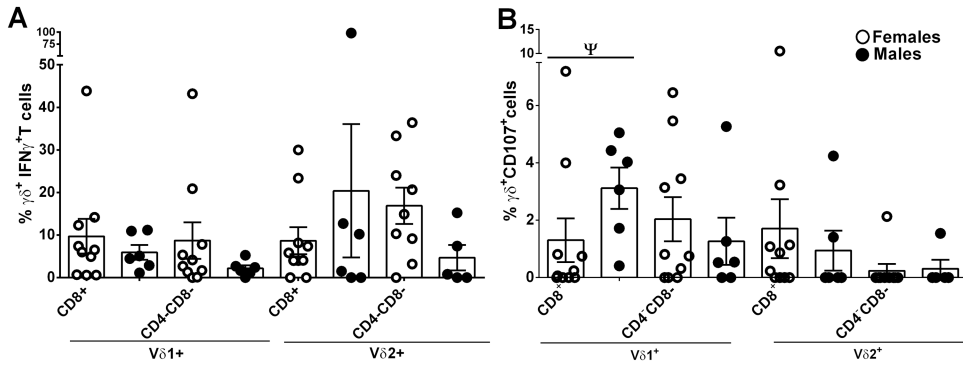 A
% γδ⁺ IFNγ⁺T cells
100
75
50
40
30
20
10
0
CD8+
CD4-CD8-
CD8+
CD4-CD8-
Vδ1+
Vδ2+
B
% γδ⁺CD107⁺cells
15
10
6
4
2
0
Ψ
Females
Males
CD8⁺
CD4⁻CD8-
CD8⁺
CD4⁻CD8-
Vδ1⁺
Vδ2⁺